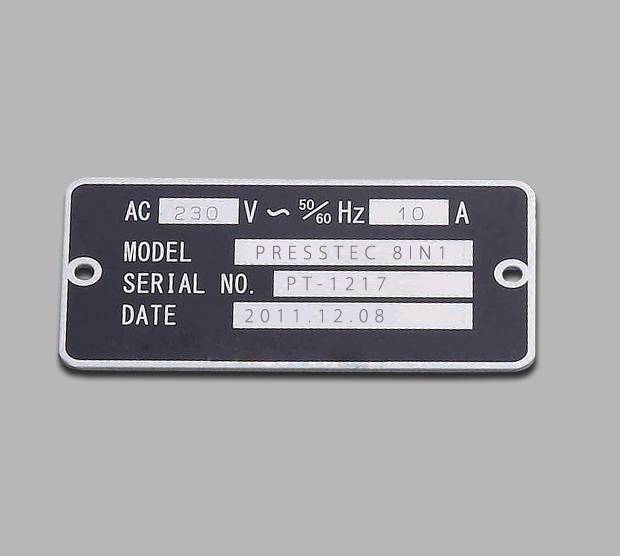 AC 230 V ~ 50/60 Hz 10 A
MODEL PRESSTEC 8IN1
SERIAL NO. PT-1217
DATE 2011.12.08